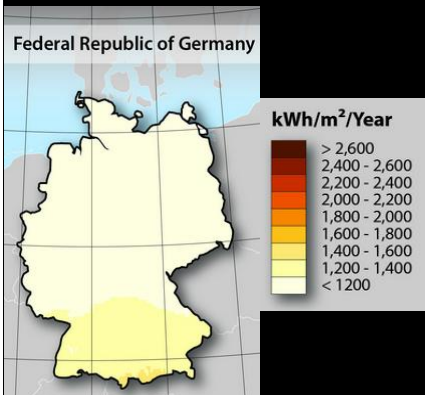 Federal Republic of Germany
kWh/m²/Year
> 2,600
2,400 - 2,600
2,200 - 2,400
2,000 - 2,200
1,800 - 2,000
1,600 - 1,800
1,400 - 1,600
1,200 - 1,400
< 1200